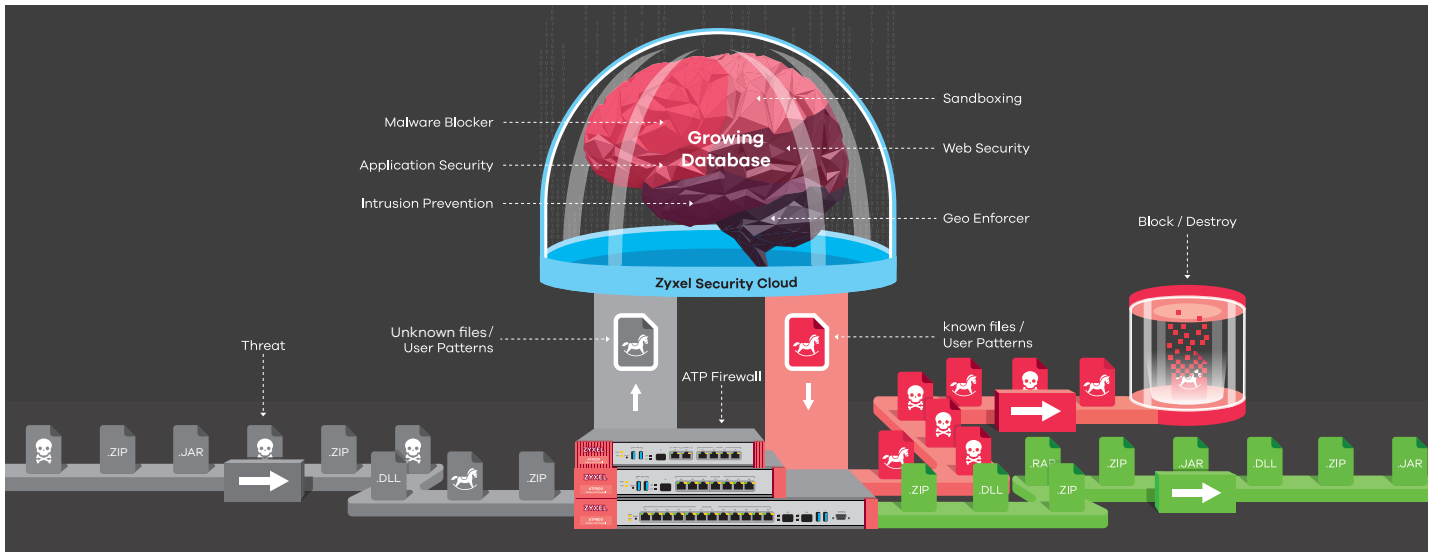 Growing
Database
Malware Blocker
Application Security
Intrusion Prevention
Sandboxing
Web Security
Geo Enforcer
Zyxel Security Cloud
Block / Destroy
Threat
Unknown files /
User Patterns
known files /
User Patterns
ATP Firewall
.ZIP
.JAR
.ZIP
.DLL
.ZIP
ZYXEL
ZYXEL
ZYXEL
.ZIP
.DLL
.ZIP
.RAR
.ZIP
.JAR
.DLL
.ZIP
.JAR